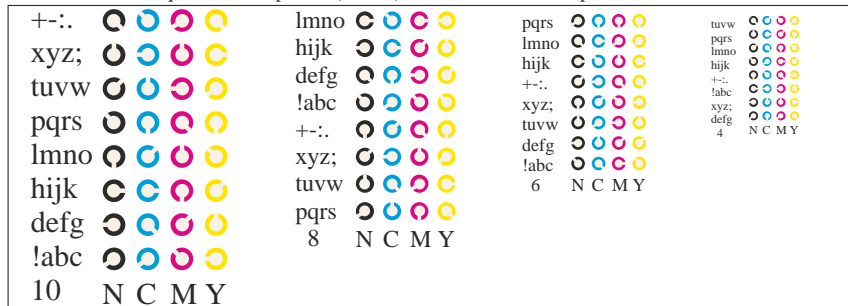 +-:.
xyz;
tuvw
pqrs
lmno
hijk
defg
!abc
10 N C M Y
lmno
hijk
defg
!abc
+-:.
xyz;
tuvw
pqrs
8 N C M Y
pqrs
lmno
hijk
+-:.
xyz;
tuvw
defg
!abc
6 N C M Y
tuvw
pqrs
lmno
hijk
+-:.
!abc
xyz;
defg
4 N C M Y